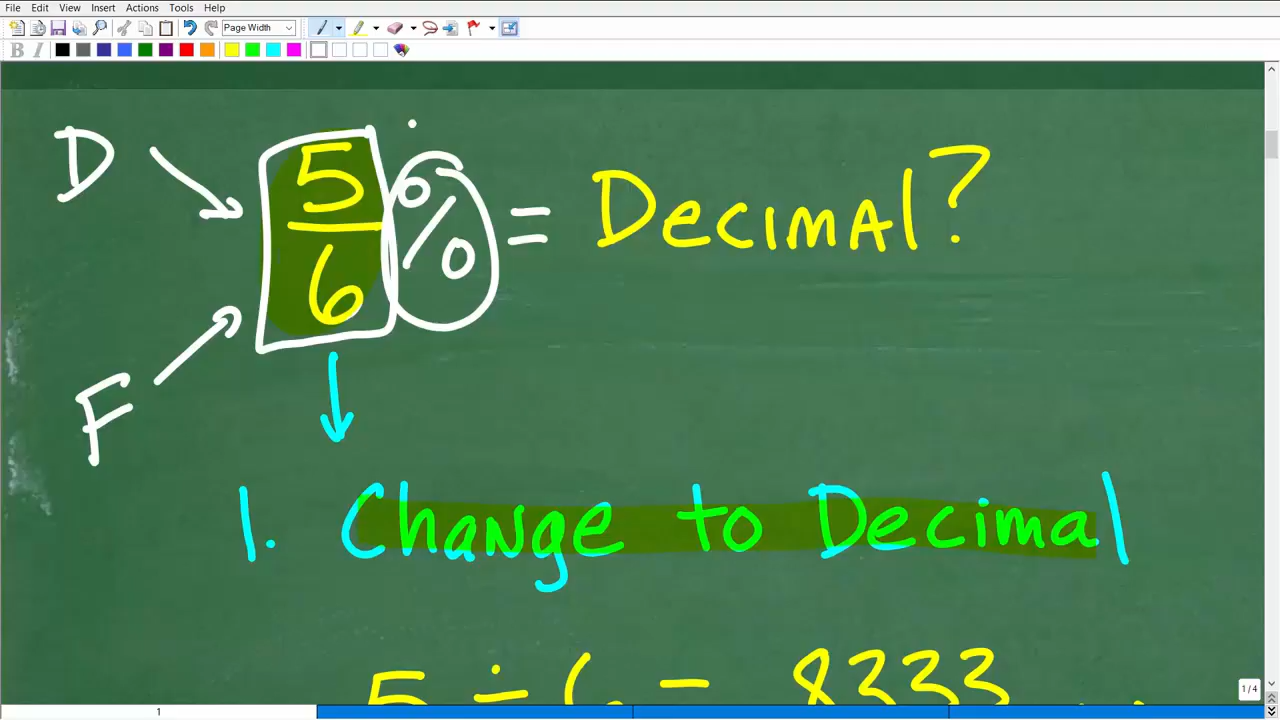 File Edit View Insert Actions Tools Help
Page Width
B I
D
5/6 % = Decimal?
F
1. Change to Decimal
5 ÷ 6 = .8333...
1/4
1